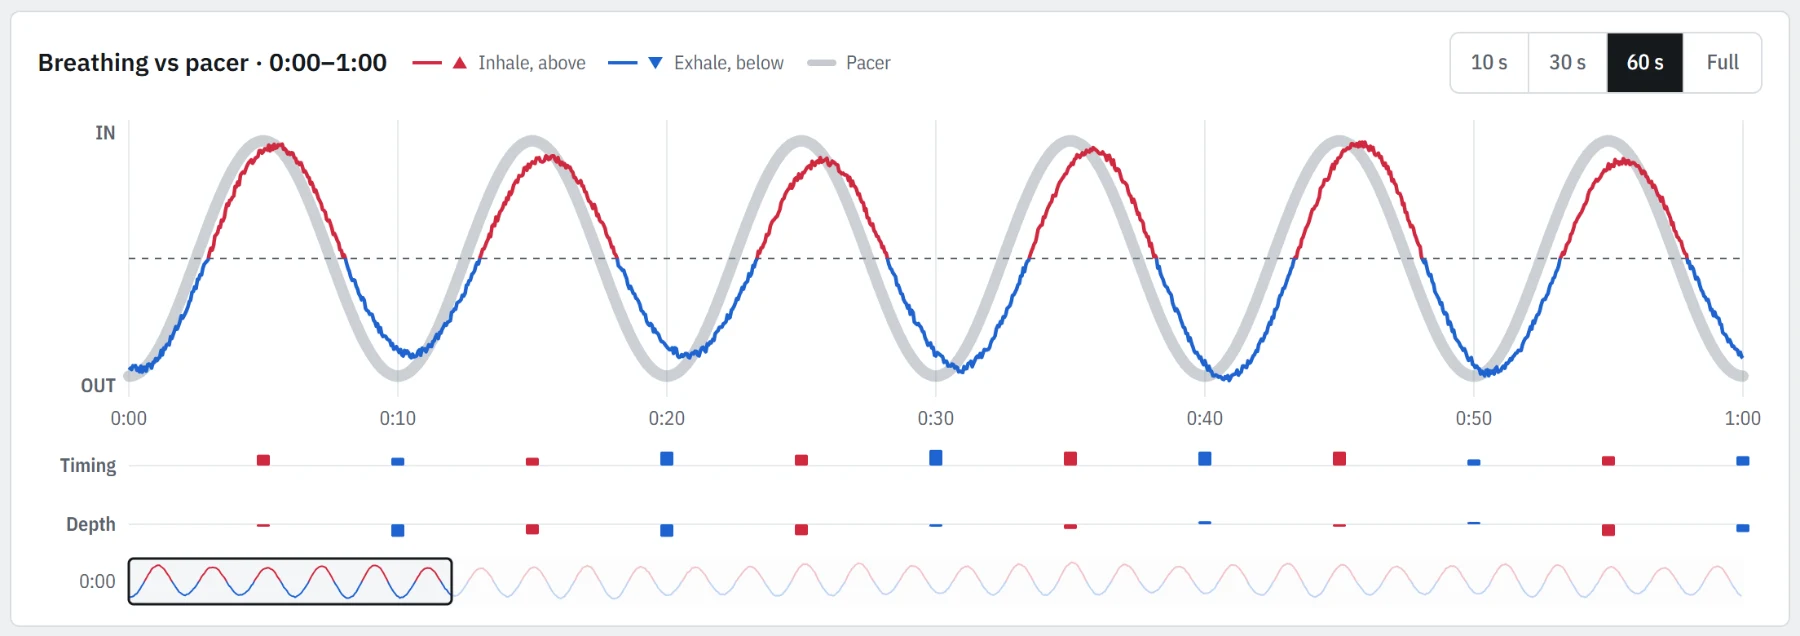 Breathing vs pacer · 0:00–1:00 Inhale, above Exhale, below Pacer 10 s 30 s 60 s Full
IN
OUT
0:00 0:10 0:20 0:30 0:40 0:50 1:00
Timing
Depth
0:00